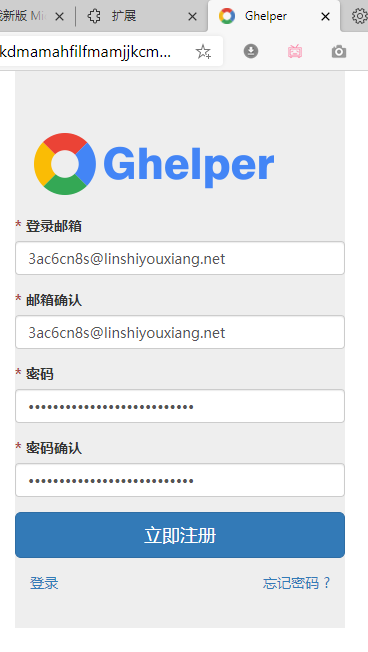 戏新版 Mi
扩展
Ghelper
kdmamahfilfmamjjkcm...
Ghelper
* 登录邮箱
3ac6cn8s@linshiyouxiang.net
* 邮箱确认
3ac6cn8s@linshiyouxiang.net
* 密码
* 密码确认
立即注册
登录
忘记密码 ?